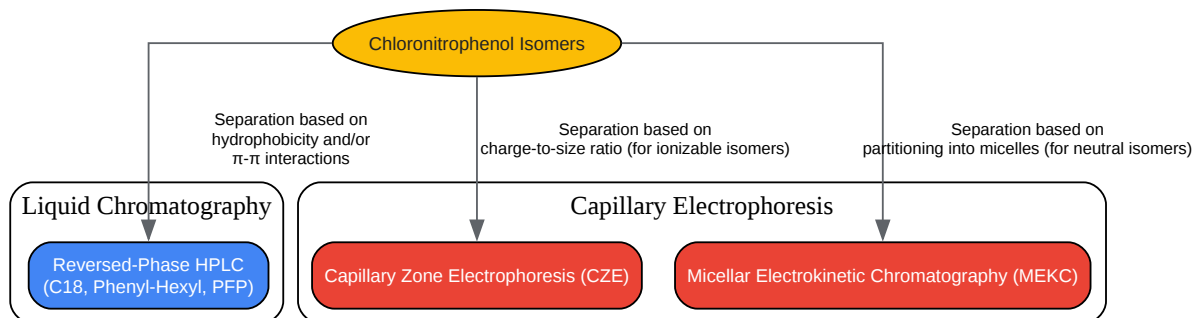 Chloronitrophenol Isomers
Separation based on
hydrophobicity and/or
π-π interactions
Separation based on
charge-to-size ratio (for ionizable isomers)
Separation based on
partitioning into micelles (for neutral isomers)
Liquid Chromatography
Capillary Electrophoresis
Reversed-Phase HPLC
(C18, Phenyl-Hexyl, PFP)
Capillary Zone Electrophoresis (CZE)
Micellar Electrokinetic Chromatography (MEKC)